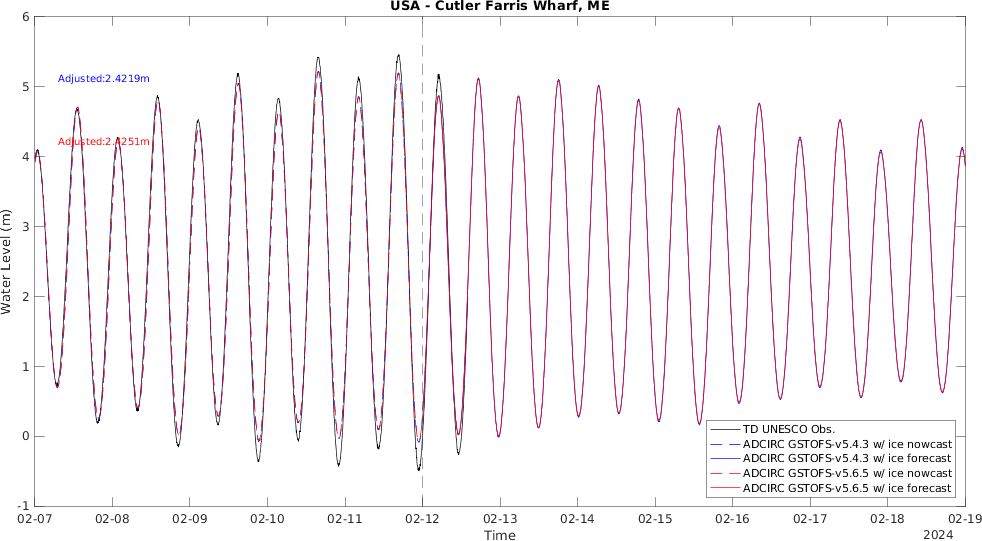 USA - Cutler Farris Wharf, ME
6
5
4
3
2
1
0
-1
Water Level (m)
Adjusted:2.4219m
Adjusted:2.4251m
TD UNESCO Obs.
ADCIRC GSTOFS-v5.4.3 w/ ice nowcast
ADCIRC GSTOFS-v5.4.3 w/ ice forecast
ADCIRC GSTOFS-v5.6.5 w/ ice nowcast
ADCIRC GSTOFS-v5.6.5 w/ ice forecast
02-07 02-08 02-09 02-10 02-11 02-12 02-13 02-14 02-15 02-16 02-17 02-18 02-19
Time
2024